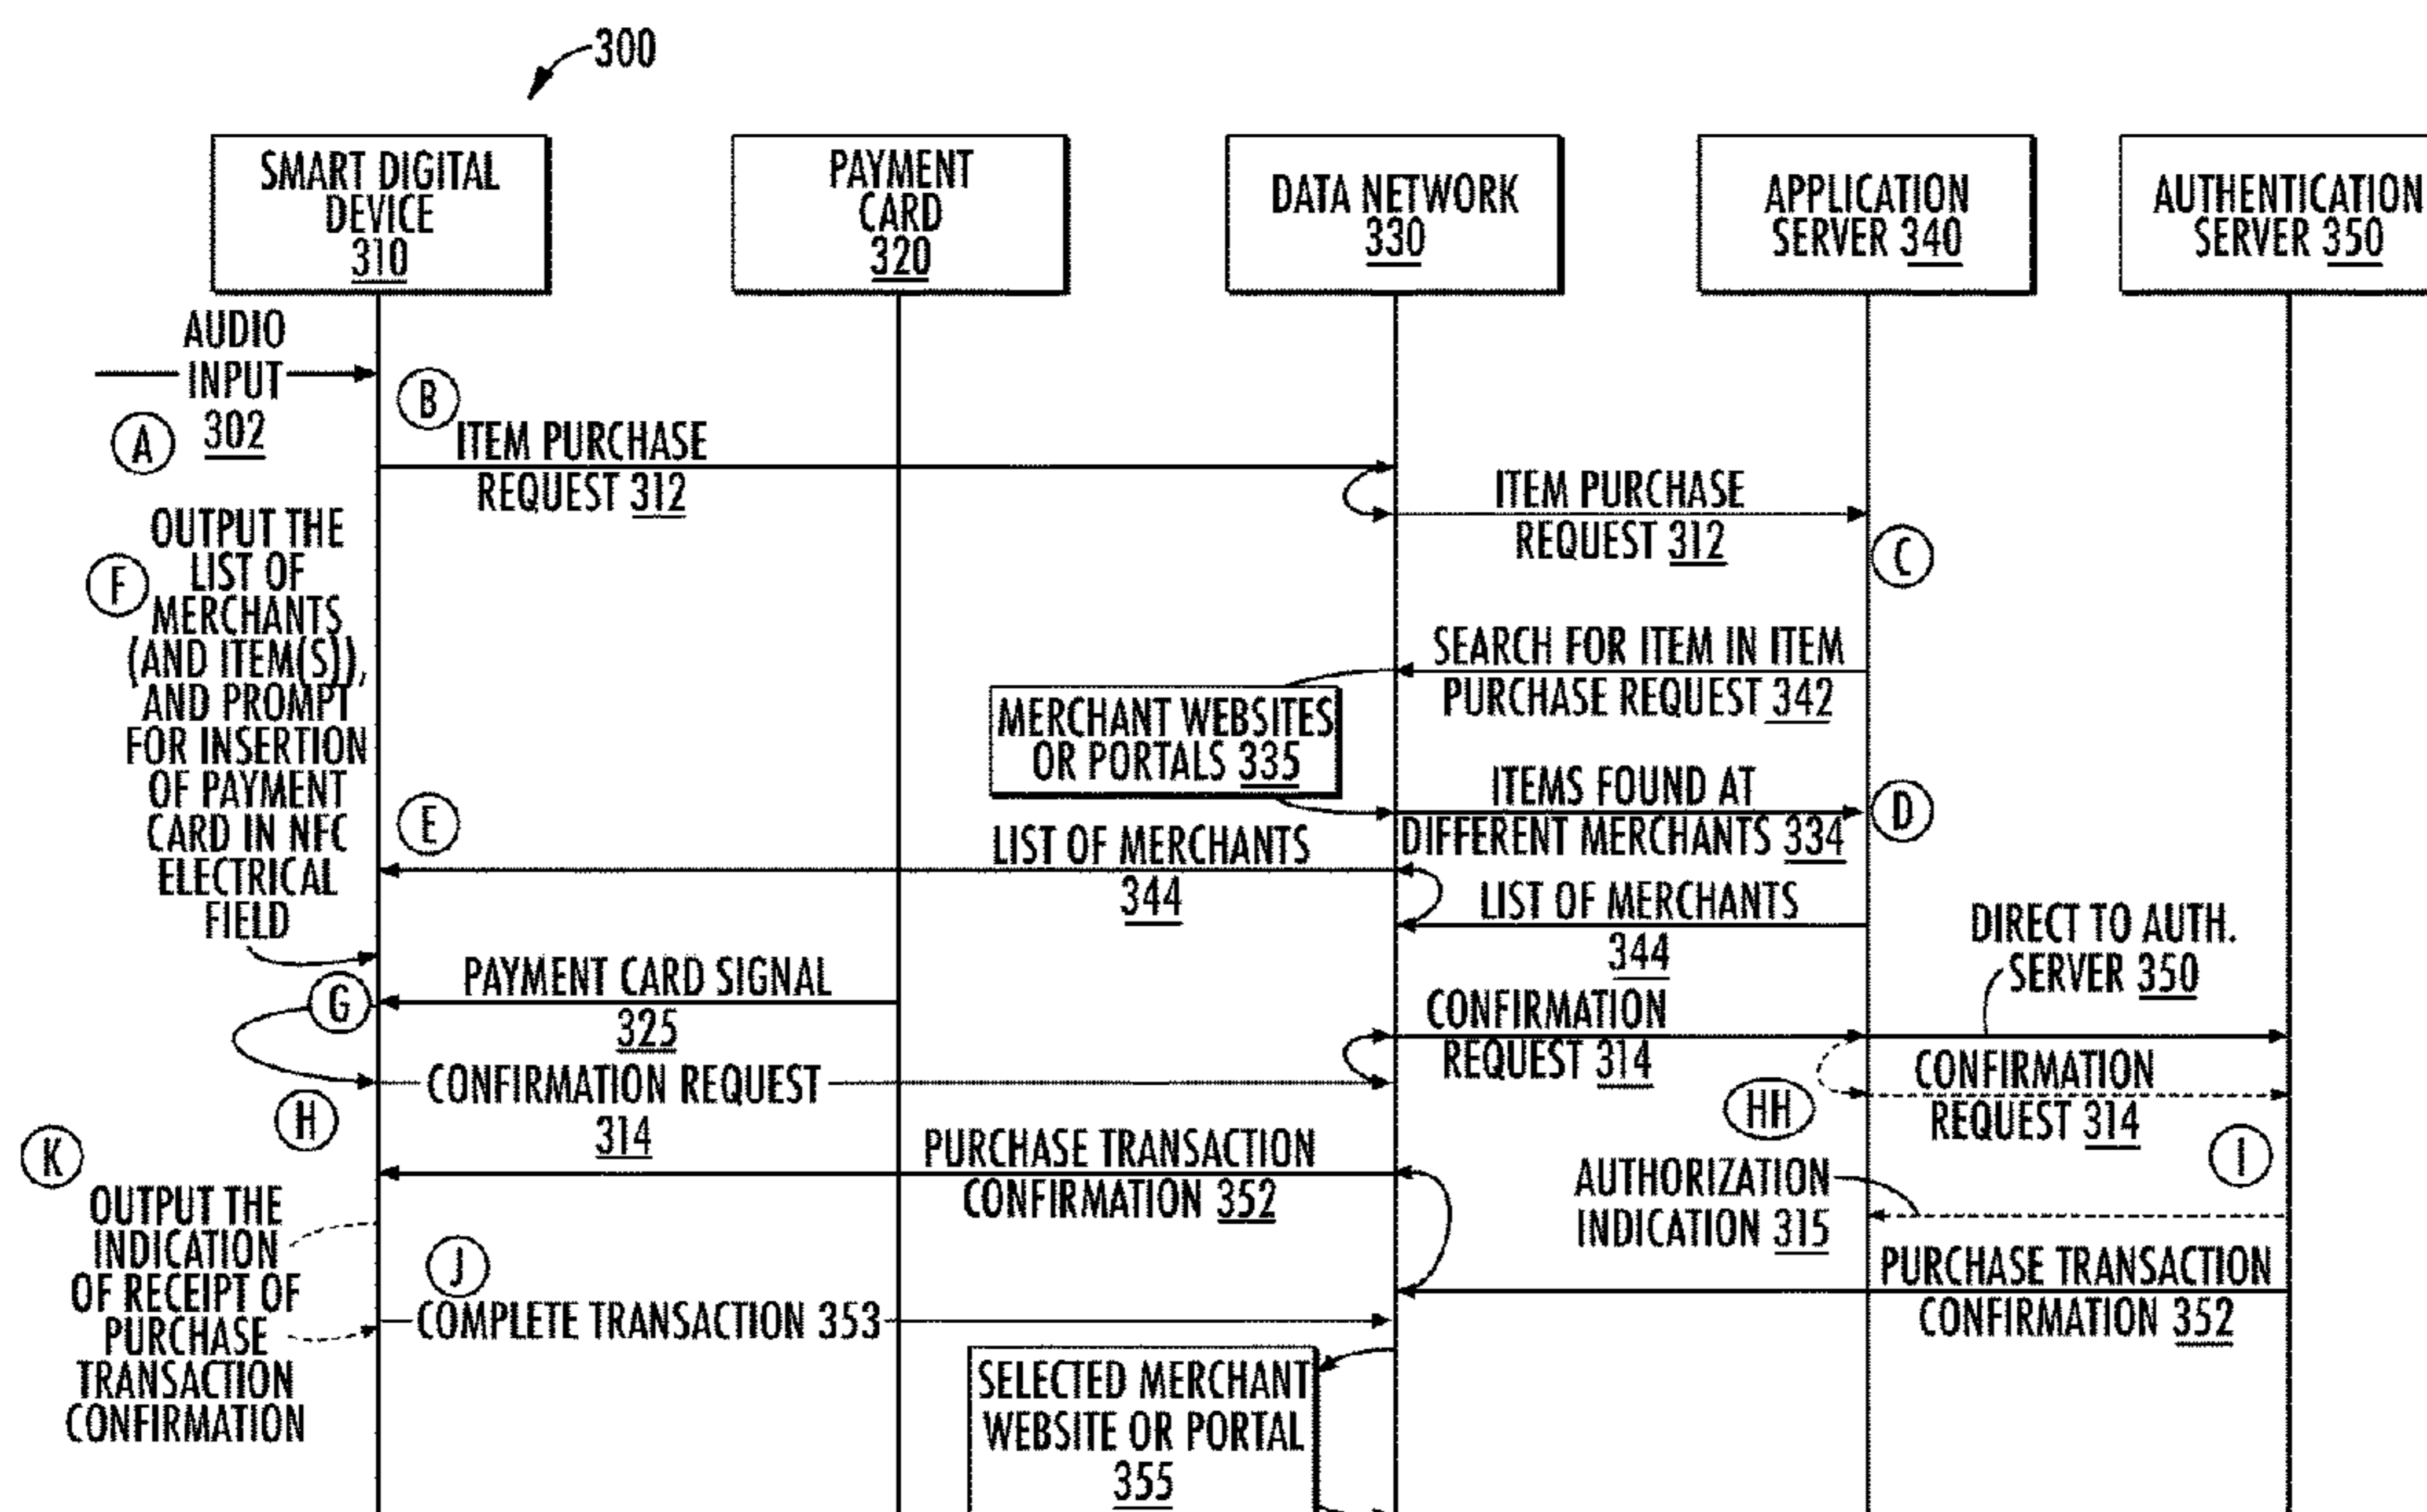 300
SMART DIGITAL
DEVICE
310
PAYMENT
CARD
320
DATA NETWORK
330
APPLICATION
SERVER 340
AUTHENTICATION
SERVER 350
AUDIO
INPUT
302
A
B
ITEM PURCHASE
REQUEST 312
ITEM PURCHASE
REQUEST 312
C
F
OUTPUT THE
LIST OF
MERCHANTS
(AND ITEM(S)),
AND PROMPT
FOR INSERTION
OF PAYMENT
CARD IN NFC
ELECTRICAL
FIELD
SEARCH FOR ITEM IN ITEM
PURCHASE REQUEST 342
MERCHANT WEBSITES
OR PORTALS 335
ITEMS FOUND AT
DIFFERENT MERCHANTS 334
D
E
LIST OF MERCHANTS
344
LIST OF MERCHANTS
344
DIRECT TO AUTH.
SERVER 350
G
PAYMENT CARD SIGNAL
325
CONFIRMATION
REQUEST 314
H
CONFIRMATION REQUEST
314
HH
CONFIRMATION
REQUEST 314
I
PURCHASE TRANSACTION
CONFIRMATION 352
AUTHORIZATION
INDICATION 315
K
OUTPUT THE
INDICATION
OF RECEIPT OF
PURCHASE
TRANSACTION
CONFIRMATION
J
COMPLETE TRANSACTION 353
PURCHASE TRANSACTION
CONFIRMATION 352
SELECTED MERCHANT
WEBSITE OR PORTAL
355